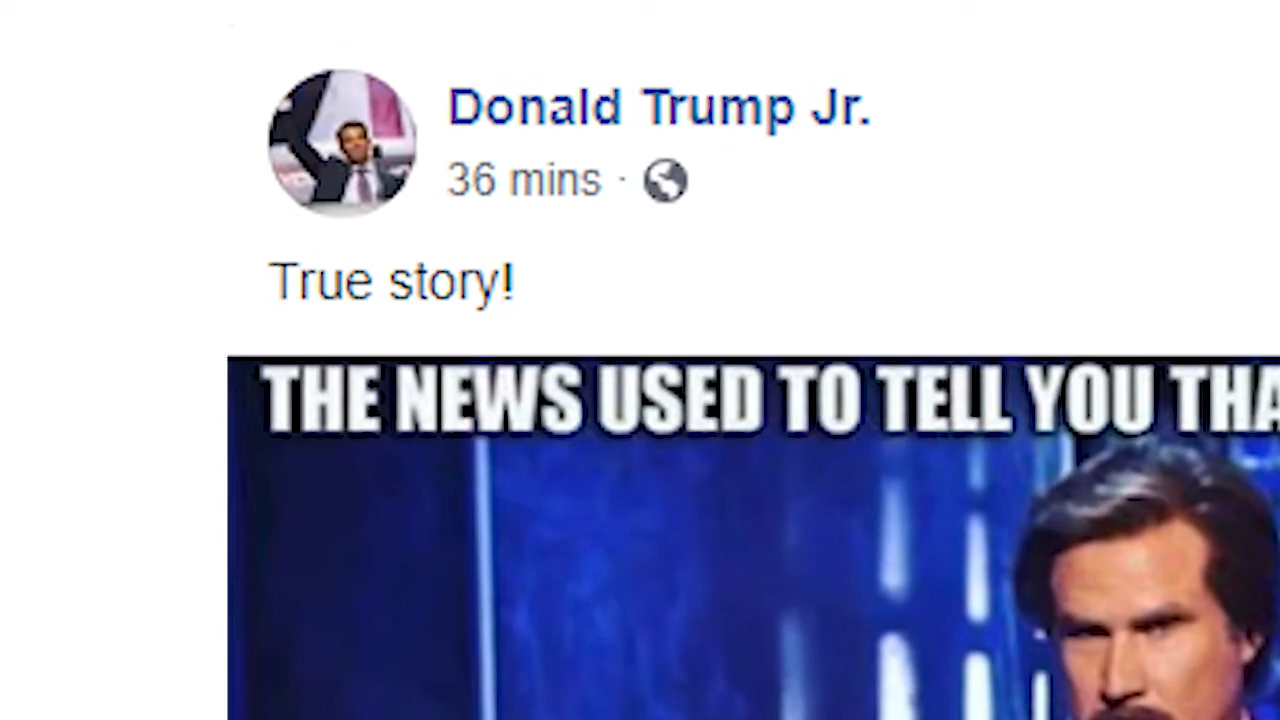 Donald Trump Jr.
36 mins ·
True story!
THE NEWS USED TO TELL YOU THA